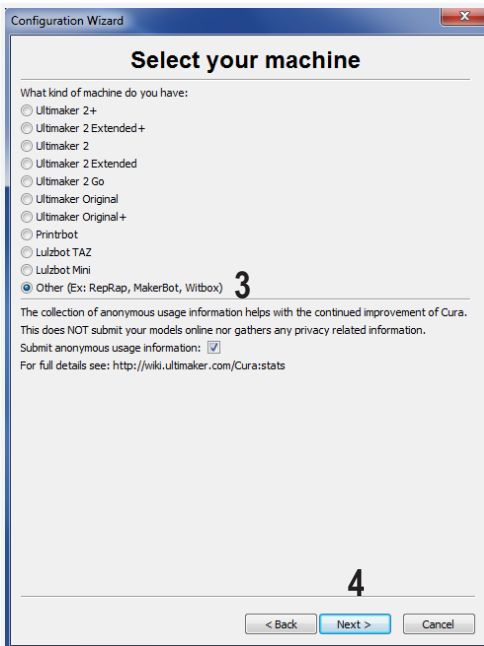 Configuration Wizard
Select your machine
What kind of machine do you have:
Ultimaker 2+
Ultimaker 2 Extended+
Ultimaker 2
Ultimaker 2 Extended
Ultimaker 2 Go
Ultimaker Original
Ultimaker Original+
Printrbot
Lulzbot TAZ
Lulzbot Mini
Other (Ex: RepRap, MakerBot, Witbox) 3
The collection of anonymous usage information helps with the continued improvement of Cura.
This does NOT submit your models online nor gathers any privacy related information.
Submit anonymous usage information:
For full details see: http://wiki.ultimaker.com/Cura:stats
4
< Back Next > Cancel